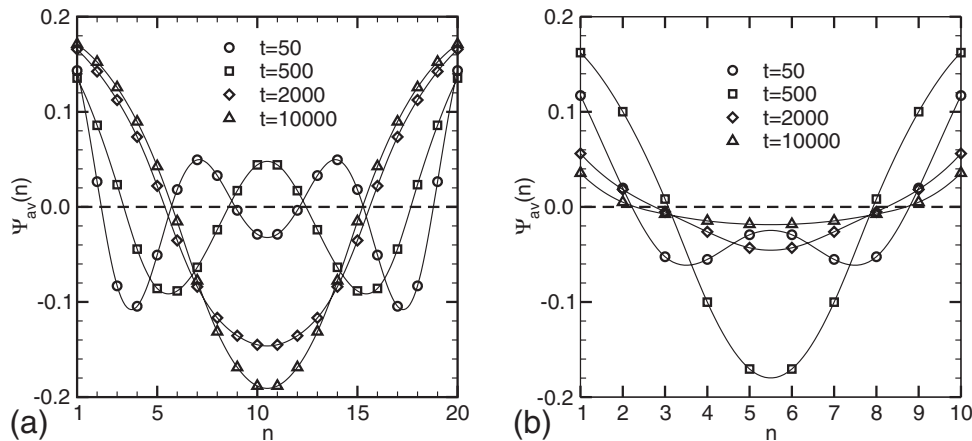 0.2
0.1
0.0
-0.1
-0.2
Ψav(n)
t=50
t=500
t=2000
t=10000
1 5 10 15 20
n
(a)
0.2
0.1
0.0
-0.1
-0.2
Ψav(n)
t=50
t=500
t=2000
t=10000
1 2 3 4 5 6 7 8 9 10
n
(b)